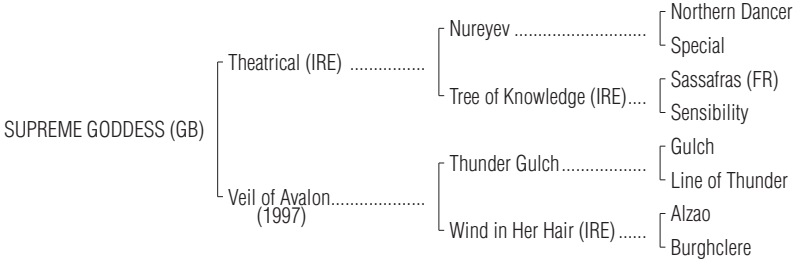 Northern Dancer
Nureyev ............................
Special
Theatrical (IRE) ................
Sassafras (FR)
Tree of Knowledge (IRE)....
Sensibility
SUPREME GODDESS (GB)
Gulch
Thunder Gulch..................
Line of Thunder
Veil of Avalon....................
(1997)
Alzao
Wind in Her Hair (IRE) ......
Burghclere